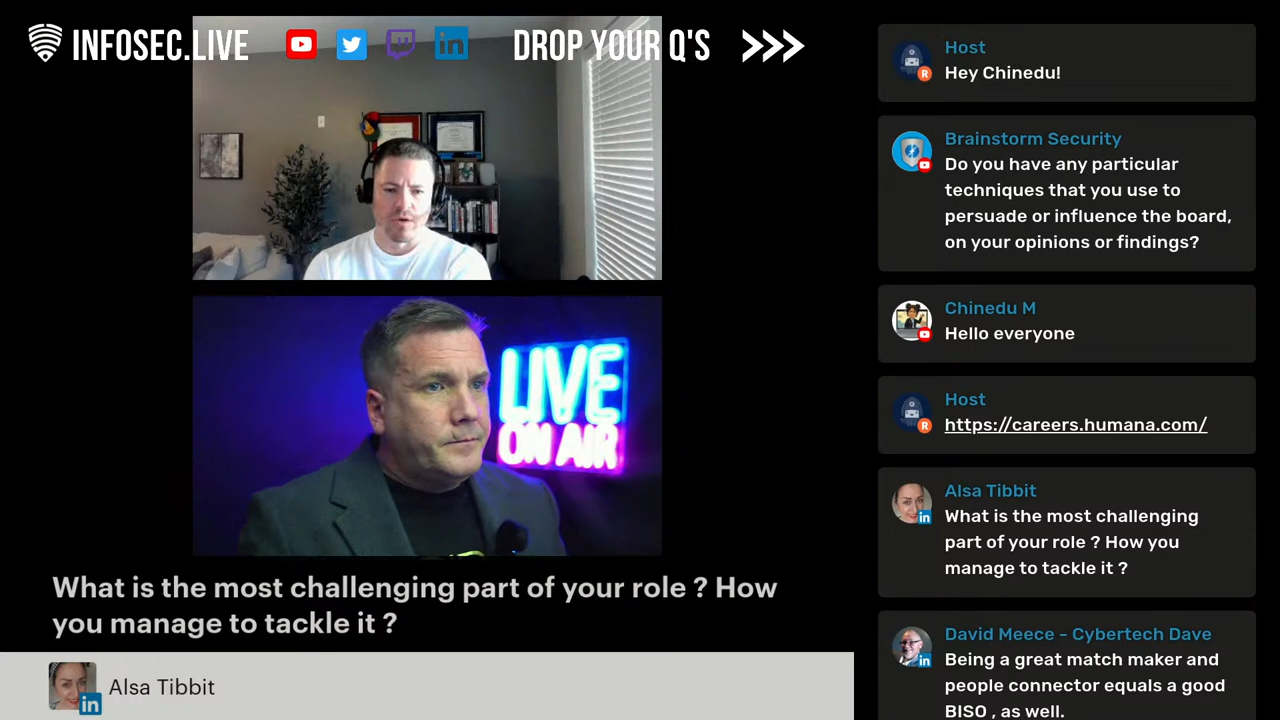 INFOSEC.LIVE
DROP YOUR Q'S >>>
LIVE
ON AIR
What is the most challenging part of your role ? How
you manage to tackle it ?
Alsa Tibbit
Host
Hey Chinedu!
Brainstorm Security
Do you have any particular
techniques that you use to
persuade or influence the board,
on your opinions or findings?
Chinedu M
Hello everyone
Host
https://careers.humana.com/
Alsa Tibbit
What is the most challenging
part of your role ? How you
manage to tackle it ?
David Meece - Cybertech Dave
Being a great match maker and
people connector equals a good
BISO , as well.